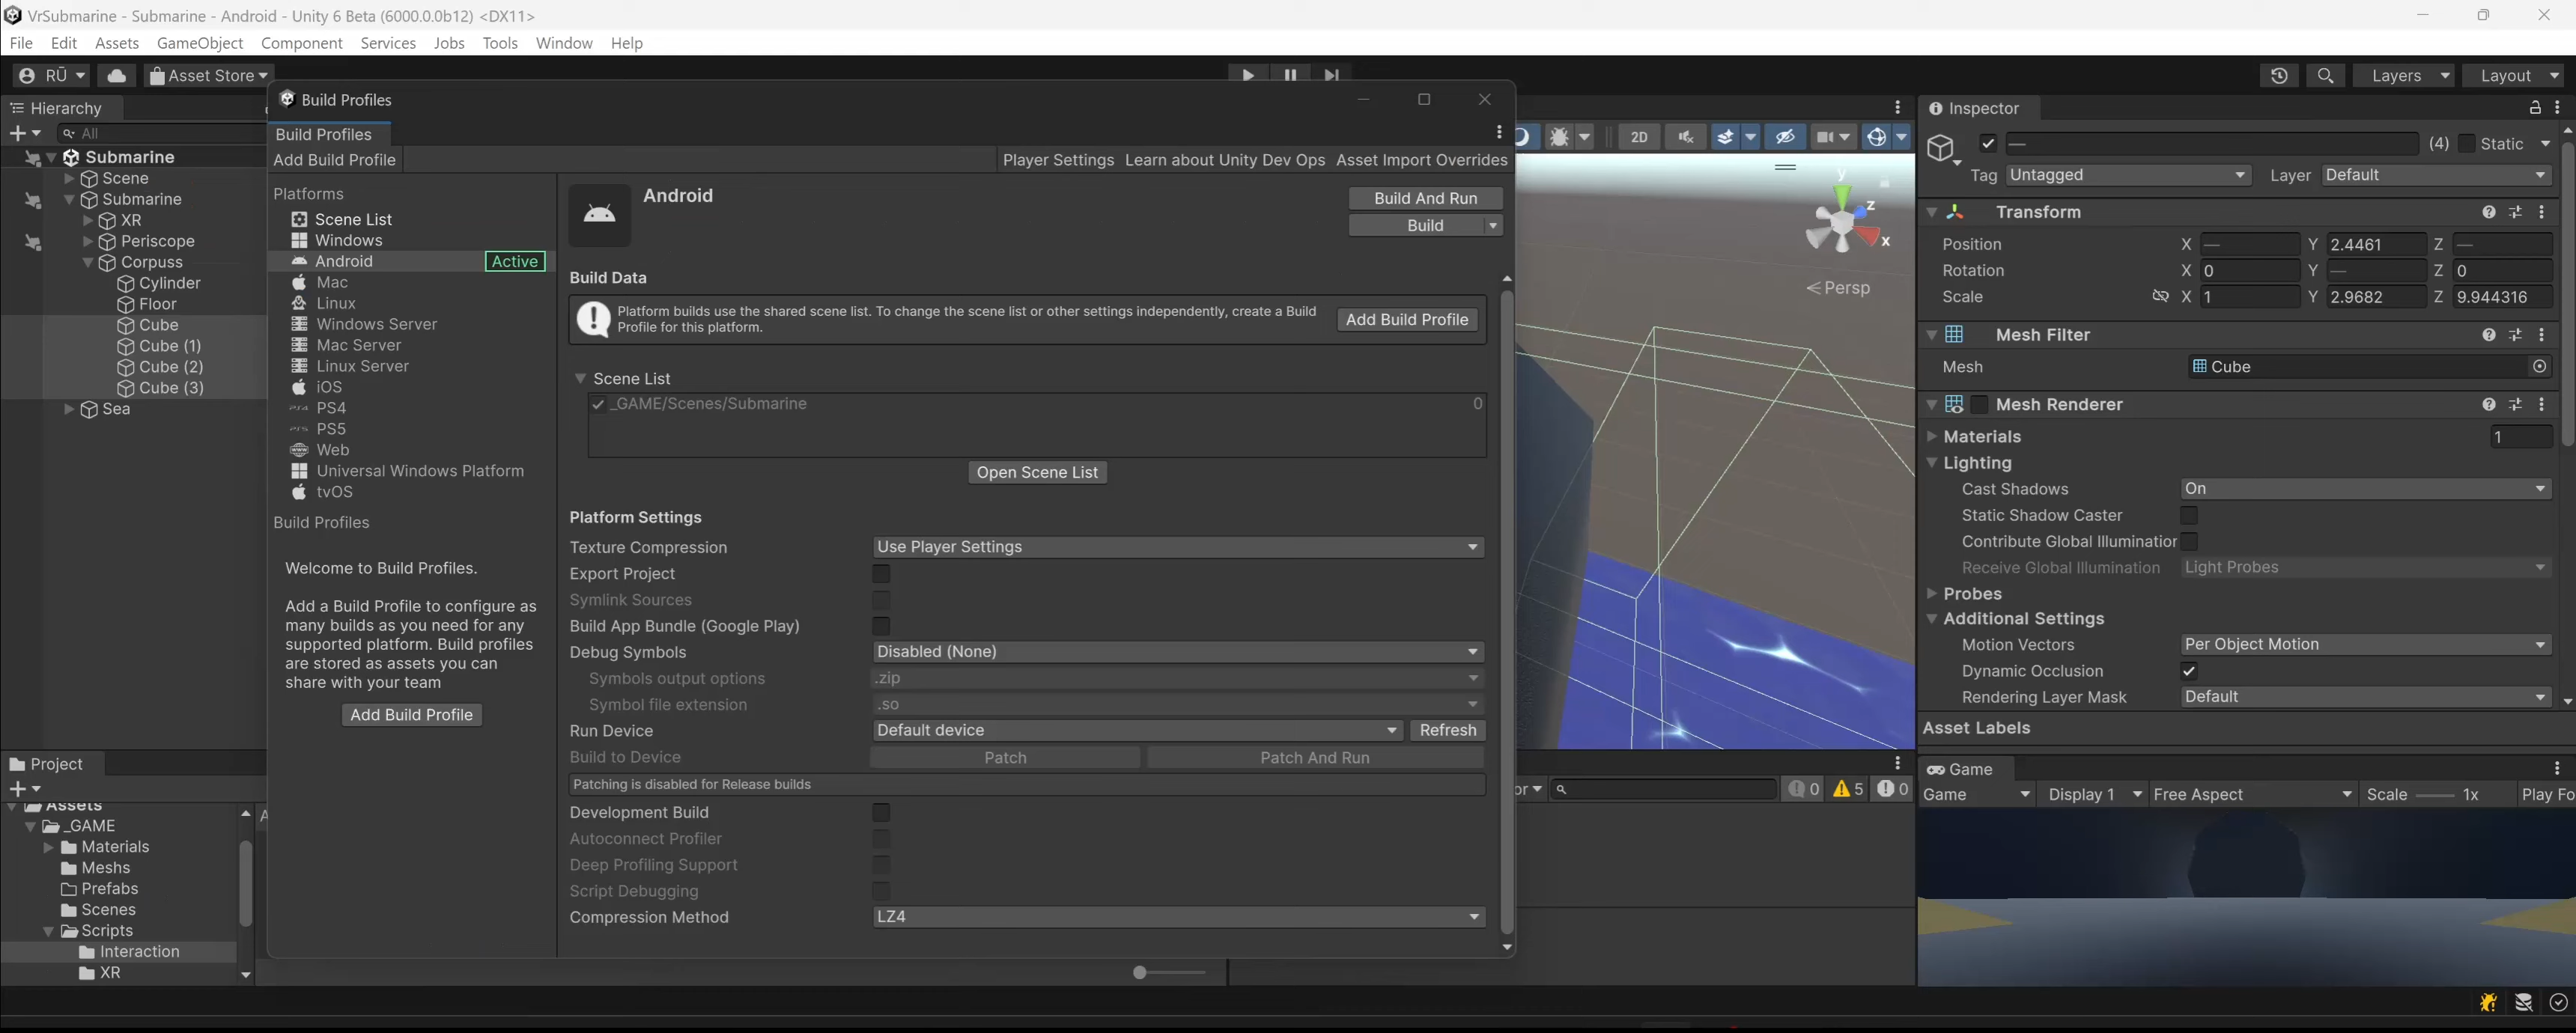 VrSubmarine - Submarine - Android - Unity 6 Beta (6000.0.0b12) <DX11>
File Edit Assets GameObject Component Services Jobs Tools Window Help
RŪ Asset Store Layers Layout
Hierarchy
All
Submarine
Scene
Submarine
XR
Periscope
Corpuss
Cylinder
Floor
Cube
Cube (1)
Cube (2)
Cube (3)
Sea
Build Profiles
Build Profiles
Add Build Profile Player Settings Learn about Unity Dev Ops Asset Import Overrides
Platforms
Scene List
Windows
Android Active
Mac
Linux
Windows Server
Mac Server
Linux Server
iOS
PS4 PS4
PS5 PS5
Web
Universal Windows Platform
tvOS
Build Profiles
Welcome to Build Profiles.
Add a Build Profile to configure as
many builds as you need for any
supported platform. Build profiles
are stored as assets you can
share with your team
Add Build Profile
Android
Build And Run
Build
Build Data
Platform builds use the shared scene list. To change the scene list or other settings independently, create a Build
Profile for this platform.
Add Build Profile
Scene List
_GAME/Scenes/Submarine 0
Open Scene List
Platform Settings
Texture Compression Use Player Settings
Export Project
Symlink Sources
Build App Bundle (Google Play)
Debug Symbols Disabled (None)
Symbols output options .zip
Symbol file extension .so
Run Device Default device Refresh
Build to Device Patch Patch And Run
Patching is disabled for Release builds
Development Build
Autoconnect Profiler
Deep Profiling Support
Script Debugging
Compression Method LZ4
2D
y
z
x
Persp
or 0 5 0
Inspector
— (4) Static
Tag Untagged Layer Default
Transform
Position X — Y 2.4461 Z —
Rotation X 0 Y — Z 0
Scale X 1 Y 2.9682 Z 9.944316
Mesh Filter
Mesh Cube
Mesh Renderer
Materials 1
Lighting
Cast Shadows On
Static Shadow Caster
Contribute Global Illumination
Receive Global Illumination Light Probes
Probes
Additional Settings
Motion Vectors Per Object Motion
Dynamic Occlusion
Rendering Layer Mask Default
Asset Labels
Game
Game Display 1 Free Aspect Scale 1x Play Fo
Project
Assets
_GAME
Materials
Meshs
Prefabs
Scenes
Scripts
Interaction
XR